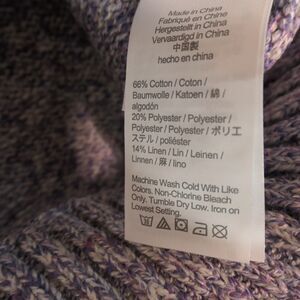 Made in China
Fabriqué en Chine
Hergestellt in China
Vervaardigd in China
中国製
hecho en china
66% Cotton / Coton /
Baumwolle / Katoen / 綿 /
algodón
20% Polyester / Polyester /
Polyester / Polyester / ポリエ
ステル / poliéster
14% Linen / Lin / Leinen /
Linnen / 麻 / lino
Machine Wash Cold With Like
Colors. Non-Chlorine Bleach
Only. Tumble Dry Low. Iron on
Lowest Setting.